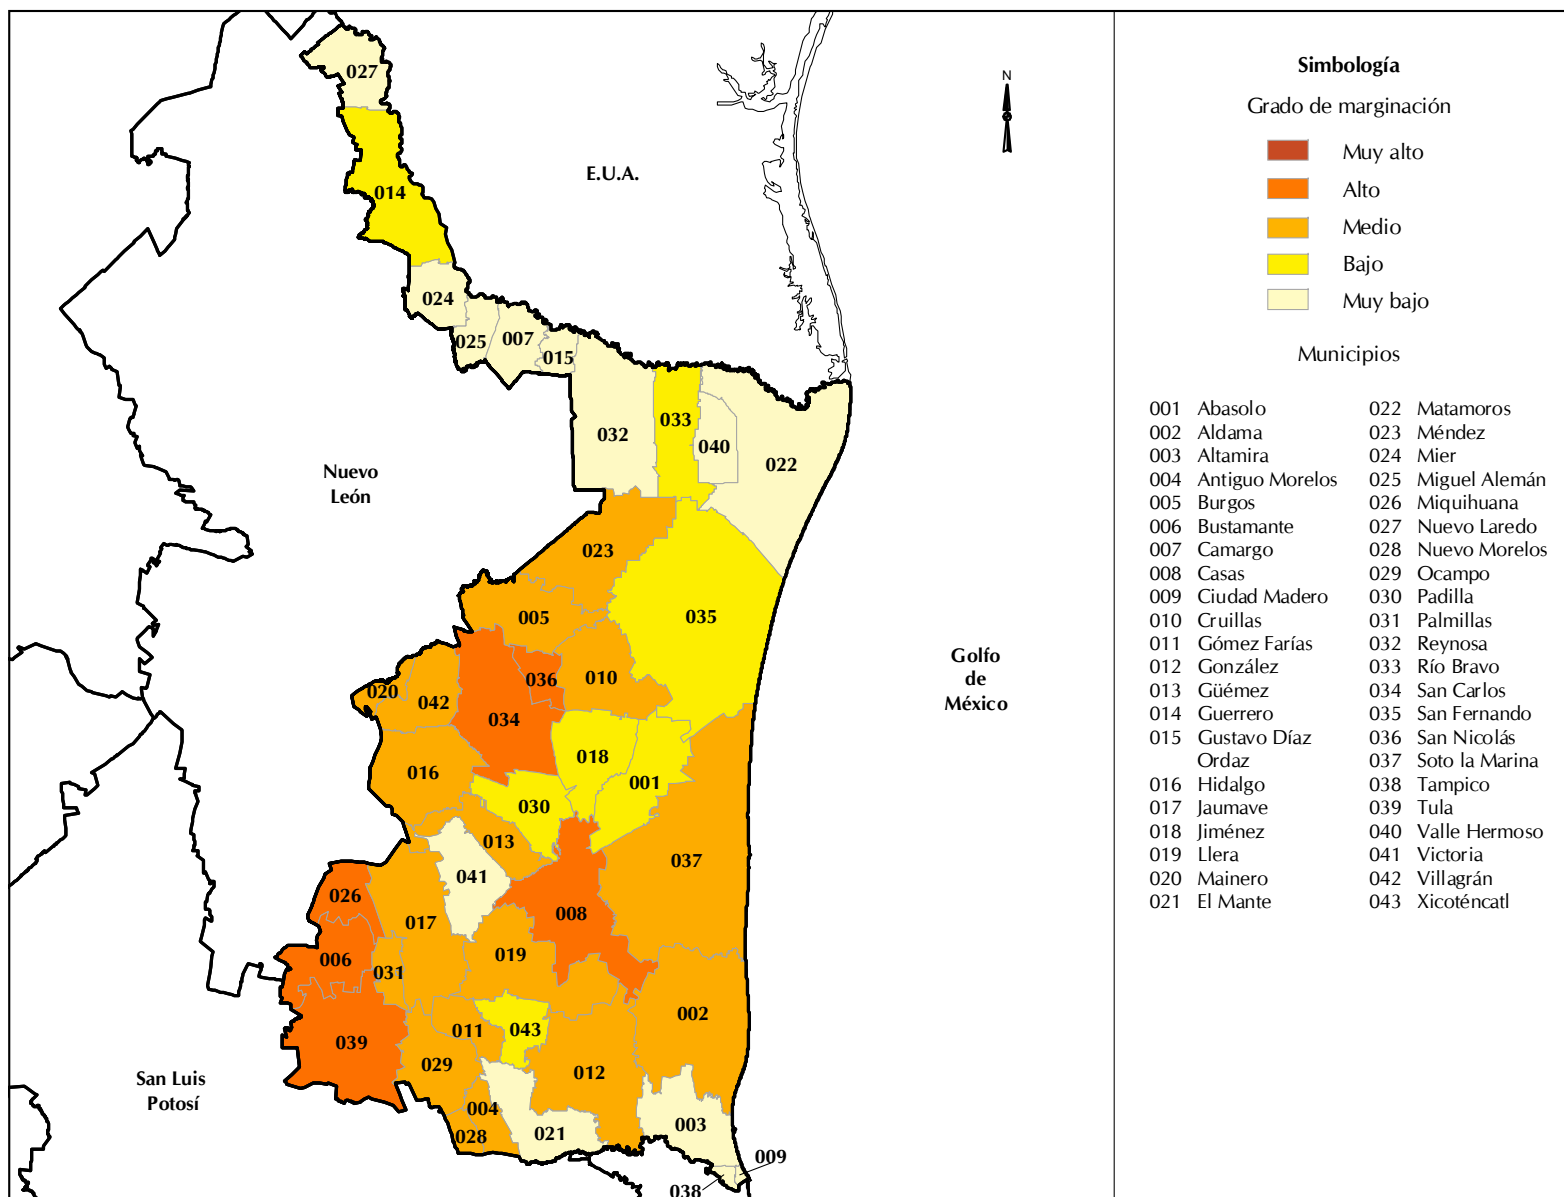 027
014
E.U.A.
024
025
007
015
032
033
040
022
Nuevo
León
023
005
035
036
010
020
042
034
Golfo
de
México
016
018
001
030
013
037
041
026
008
017
006
031
019
002
011
043
039
029
012
San Luis
Potosí
004
028
021
003
009
038
N
Simbología
Grado de marginación
Muy alto
Alto
Medio
Bajo
Muy bajo
Municipios
001 Abasolo
002 Aldama
003 Altamira
004 Antiguo Morelos
005 Burgos
006 Bustamante
007 Camargo
008 Casas
009 Ciudad Madero
010 Cruillas
011 Gómez Farías
012 González
013 Güémez
014 Guerrero
015 Gustavo Díaz
Ordaz
016 Hidalgo
017 Jaumave
018 Jiménez
019 Llera
020 Mainero
021 El Mante
022 Matamoros
023 Méndez
024 Mier
025 Miguel Alemán
026 Miquihuana
027 Nuevo Laredo
028 Nuevo Morelos
029 Ocampo
030 Padilla
031 Palmillas
032 Reynosa
033 Río Bravo
034 San Carlos
035 San Fernando
036 San Nicolás
037 Soto la Marina
038 Tampico
039 Tula
040 Valle Hermoso
041 Victoria
042 Villagrán
043 Xicoténcatl